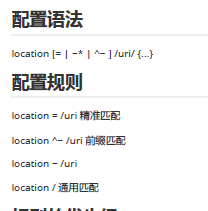 配置语法
location [= | ~* | ^~ ] /uri/ {...}
配置规则
location = /uri 精准匹配
location ^~ /uri 前缀匹配
location ~ /uri
location / 通用匹配